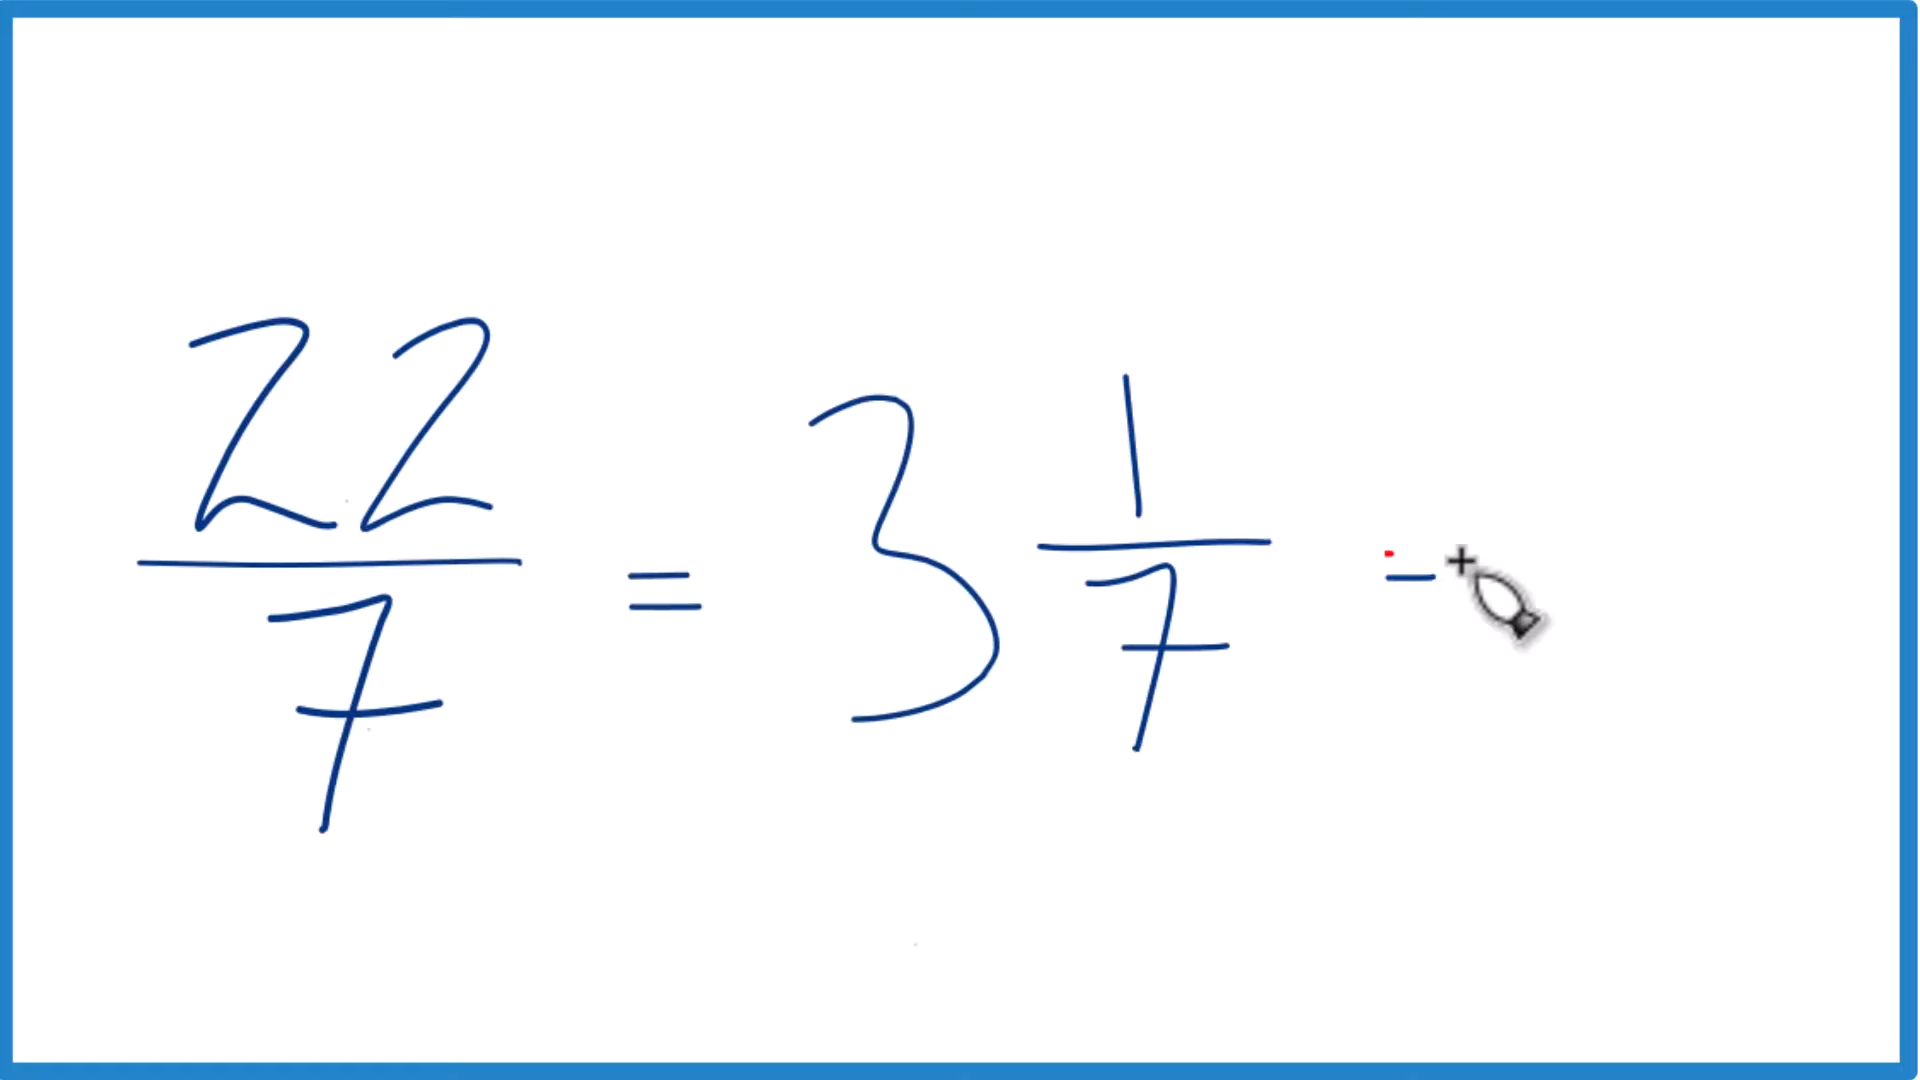 22/7 = 3 1/7 =